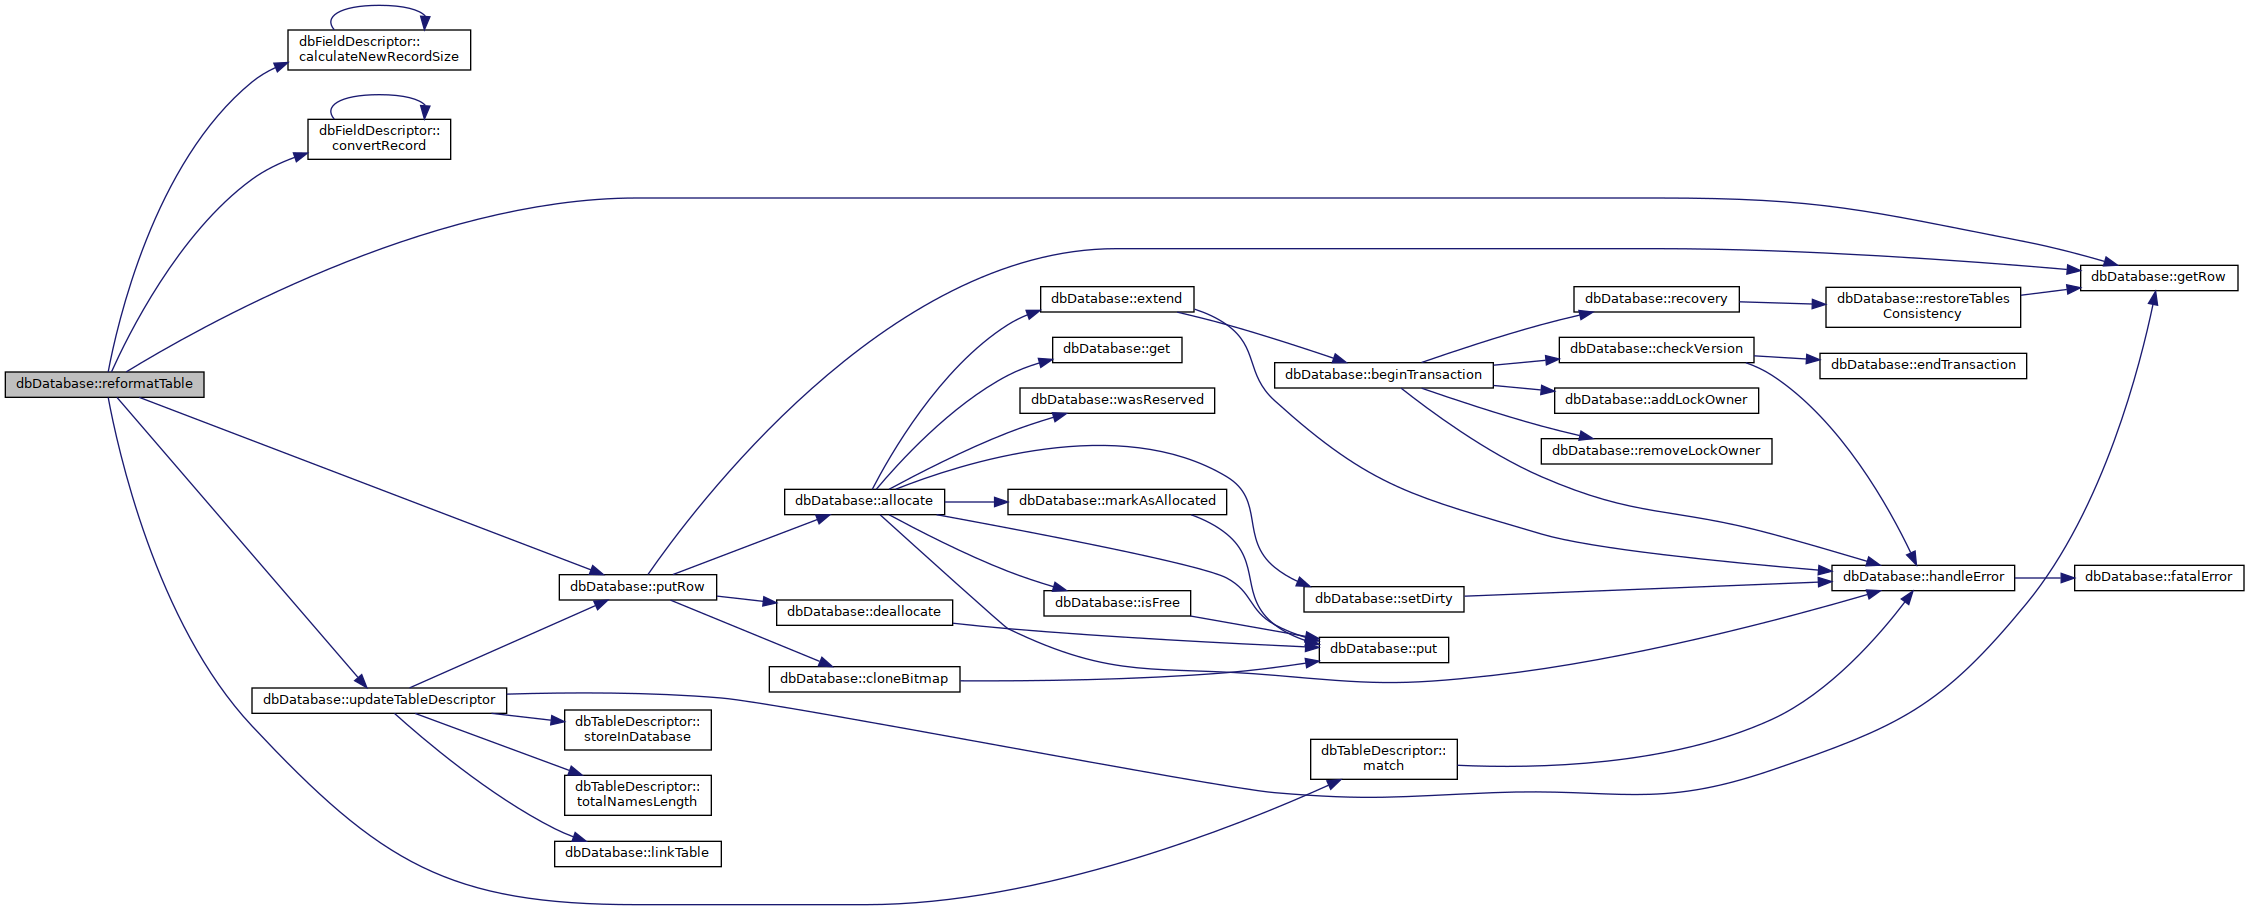 dbFieldDescriptor::
calculateNewRecordSize
dbFieldDescriptor::
convertRecord
dbDatabase::getRow
dbDatabase::extend
dbDatabase::recovery
dbDatabase::restoreTables
Consistency
dbDatabase::get
dbDatabase::checkVersion
dbDatabase::endTransaction
dbDatabase::beginTransaction
dbDatabase::reformatTable
dbDatabase::wasReserved
dbDatabase::addLockOwner
dbDatabase::removeLockOwner
dbDatabase::allocate
dbDatabase::markAsAllocated
dbDatabase::handleError
dbDatabase::fatalError
dbDatabase::putRow
dbDatabase::deallocate
dbDatabase::isFree
dbDatabase::setDirty
dbDatabase::put
dbDatabase::cloneBitmap
dbDatabase::updateTableDescriptor
dbTableDescriptor::
storeInDatabase
dbTableDescriptor::
match
dbTableDescriptor::
totalNamesLength
dbDatabase::linkTable